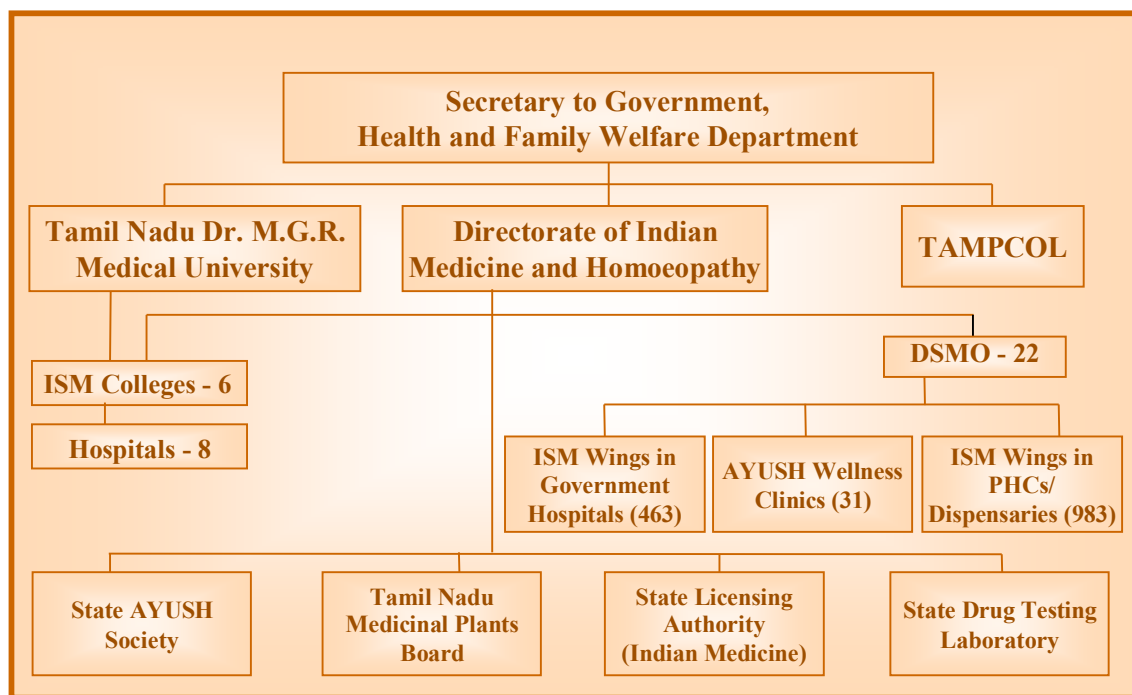 Secretary to Government,
Health and Family Welfare Department
Tamil Nadu Dr. M.G.R.
Medical University
Directorate of Indian
Medicine and Homoeopathy
TAMPCOL
ISM Colleges - 6
DSMO - 22
Hospitals - 8
ISM Wings in
Government
Hospitals (463)
AYUSH Wellness
Clinics (31)
ISM Wings in
PHCs/
Dispensaries (983)
State AYUSH
Society
Tamil Nadu
Medicinal Plants
Board
State Licensing
Authority
(Indian Medicine)
State Drug Testing
Laboratory